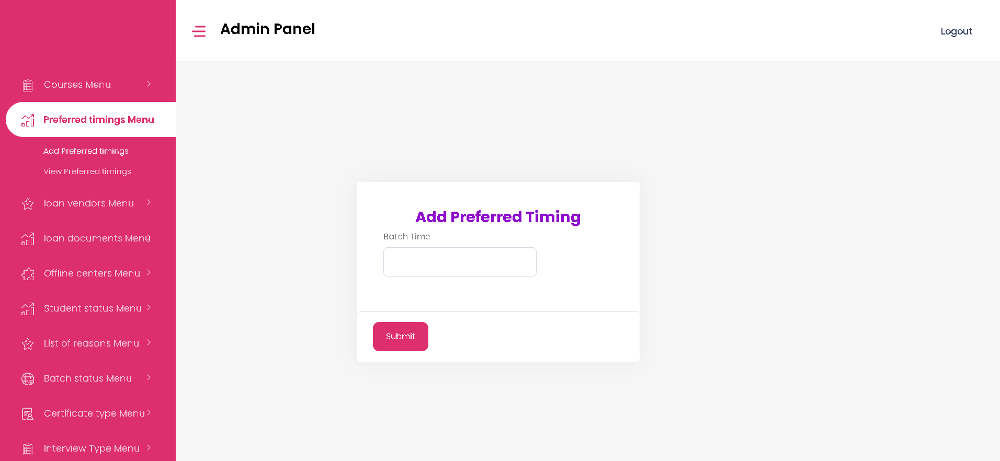 Admin Panel
Logout
Courses Menu
Preferred timings Menu
Add Preferred timings
View Preferred timings
loan vendors Menu
loan documents Menu
Offline centers Menu
Student status Menu
List of reasons Menu
Batch status Menu
Certificate type Menu
Interview Type Menu
Add Preferred Timing
Batch Time
Submit